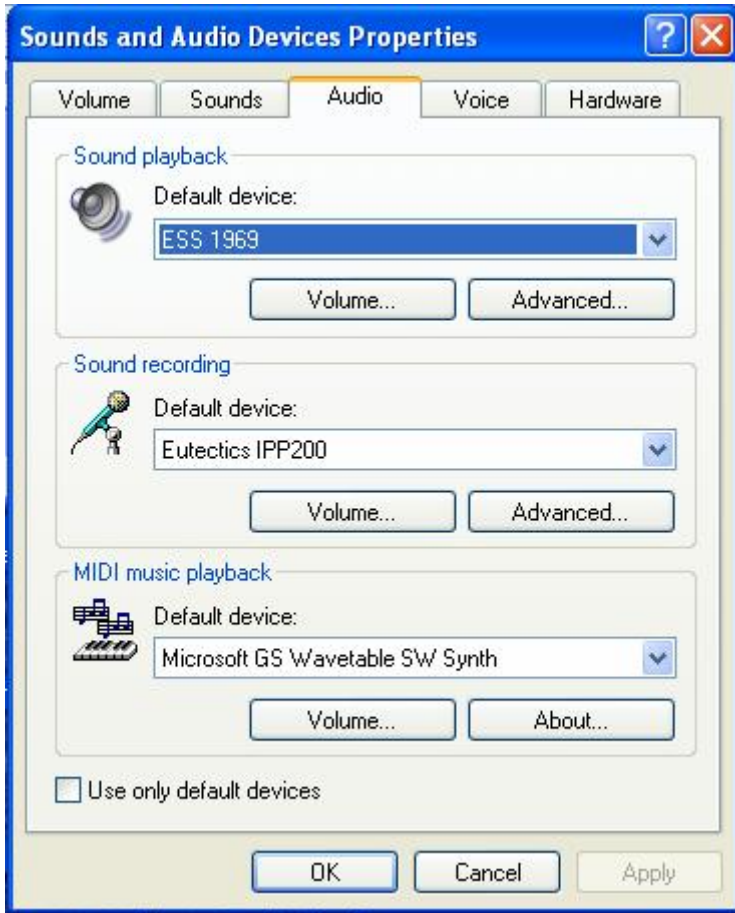 Sounds and Audio Devices Properties
Volume Sounds Audio Voice Hardware
Sound playback
Default device:
ESS 1969
Volume... Advanced...
Sound recording
Default device:
Eutectics IPP200
Volume... Advanced...
MIDI music playback
Default device:
Microsoft GS Wavetable SW Synth
Volume... About...
Use only default devices
OK Cancel Apply